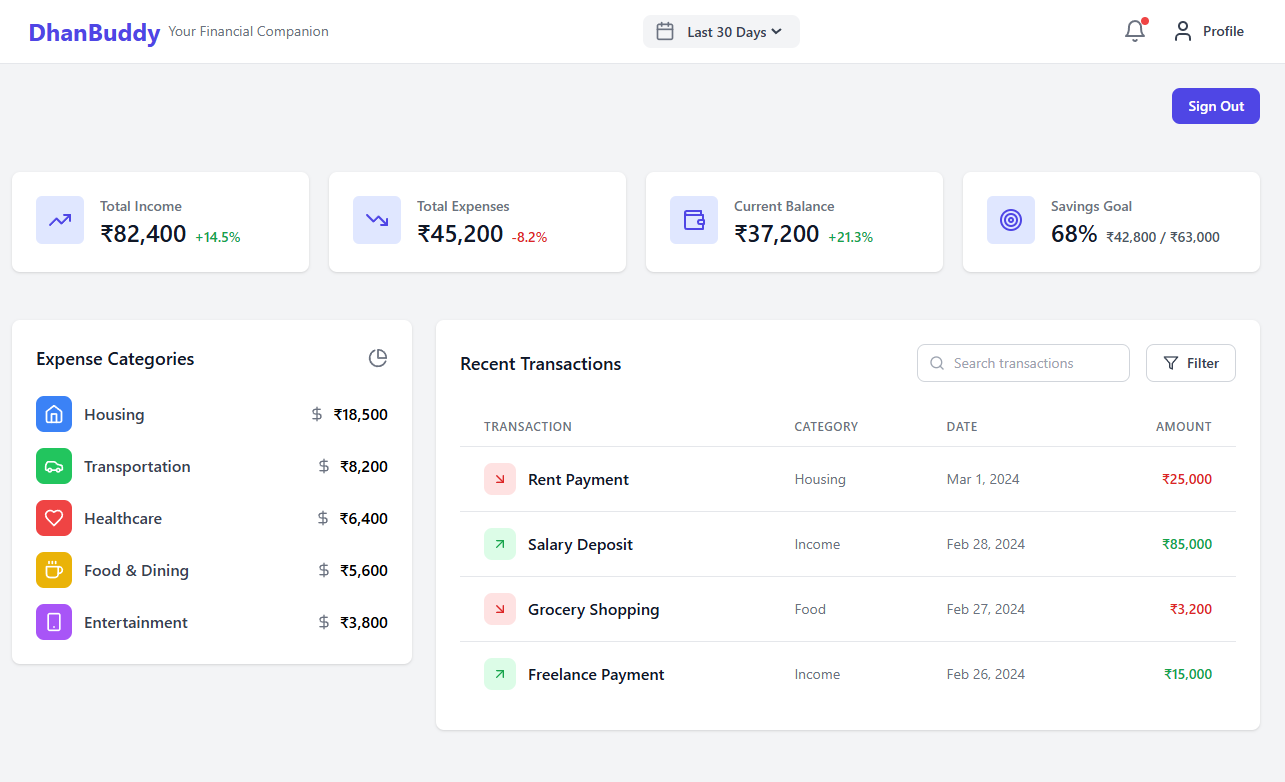 DhanBuddy Your Financial Companion
Last 30 Days
Profile
Sign Out
Total Income
₹82,400 +14.5%
Total Expenses
₹45,200 -8.2%
Current Balance
₹37,200 +21.3%
Savings Goal
68% ₹42,800 / ₹63,000
Expense Categories
Housing $ ₹18,500
Transportation $ ₹8,200
Healthcare $ ₹6,400
Food & Dining $ ₹5,600
Entertainment $ ₹3,800
Recent Transactions
Search transactions
Filter
TRANSACTION CATEGORY DATE AMOUNT
Rent Payment Housing Mar 1, 2024 ₹25,000
Salary Deposit Income Feb 28, 2024 ₹85,000
Grocery Shopping Food Feb 27, 2024 ₹3,200
Freelance Payment Income Feb 26, 2024 ₹15,000